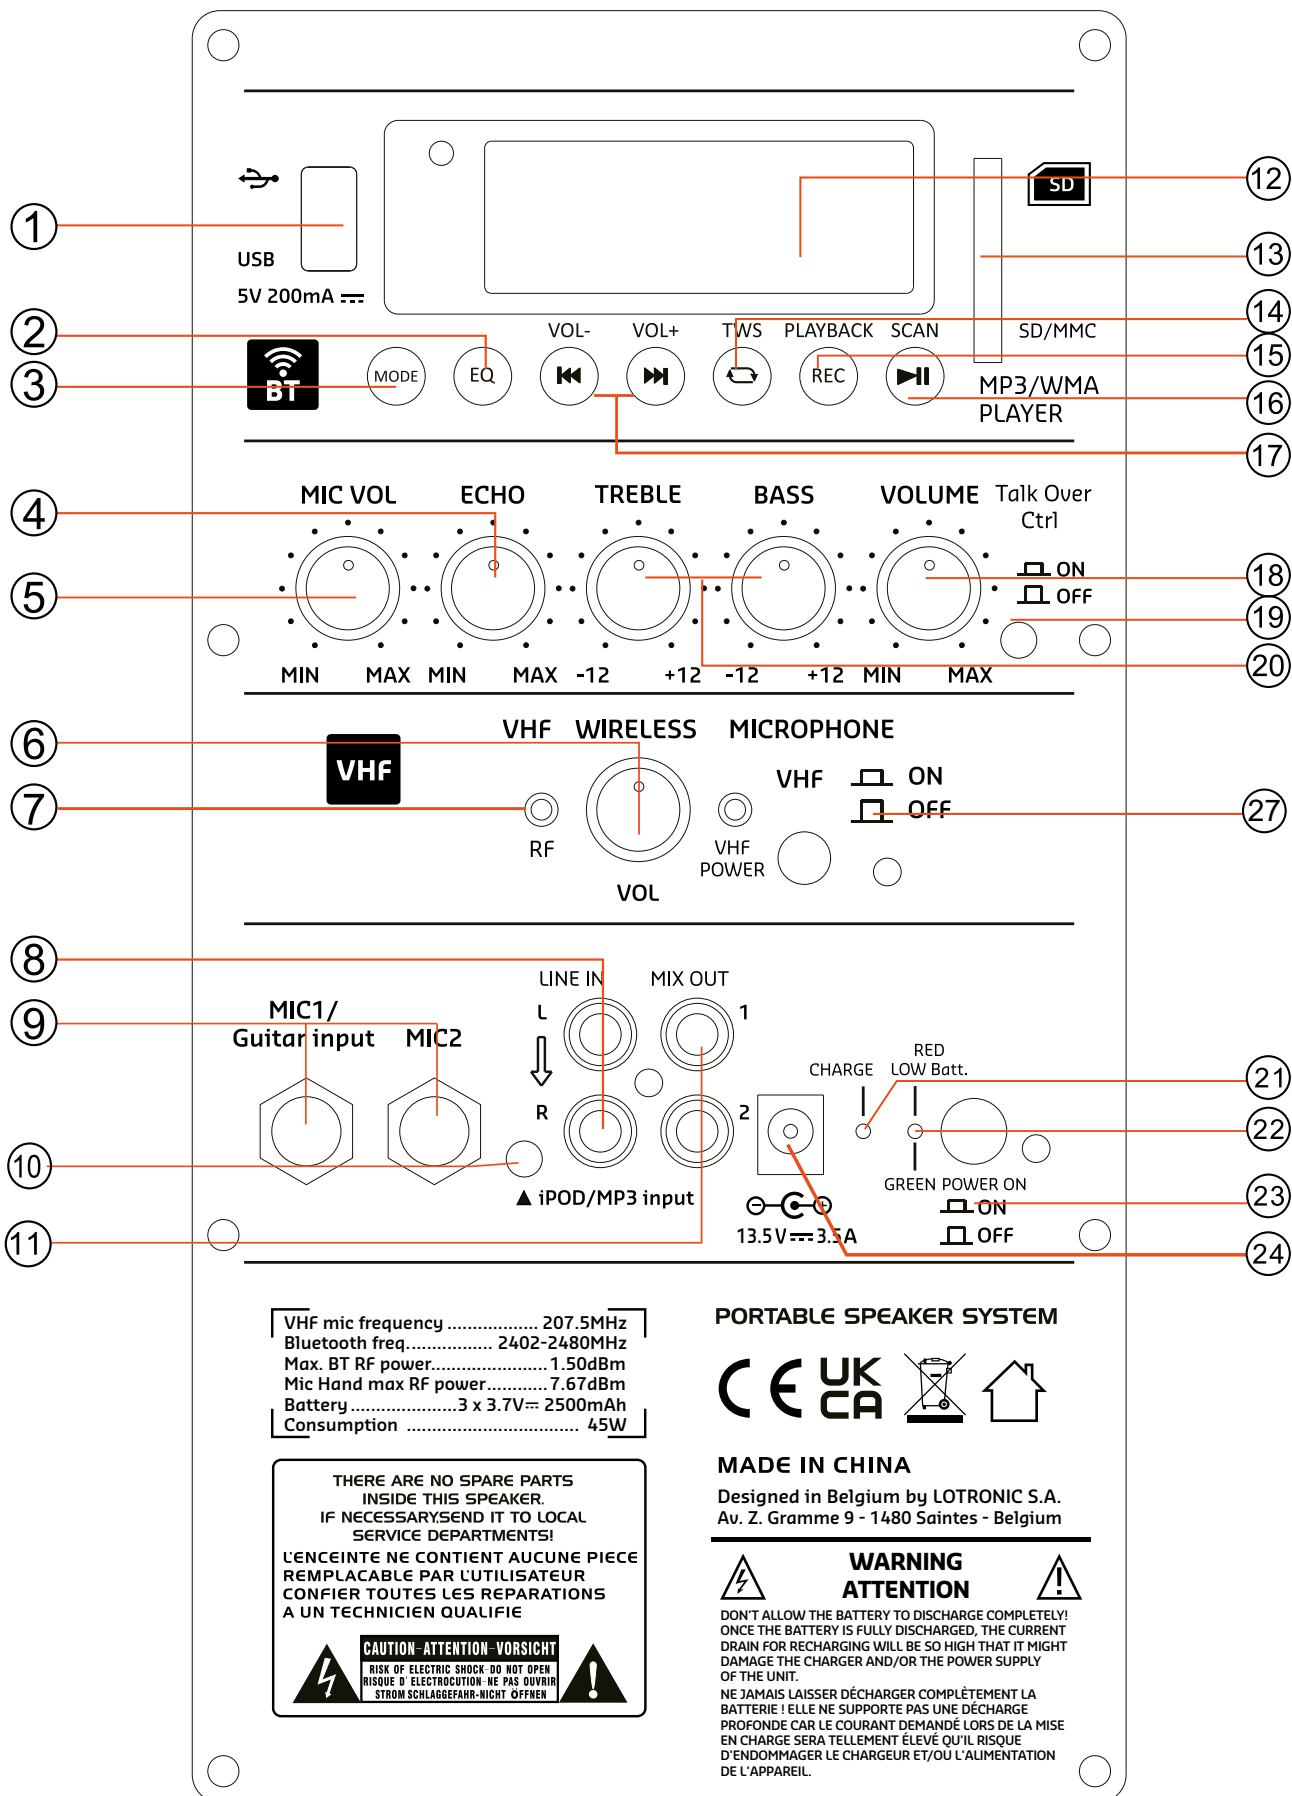 1
USB
5V 200mA
BT
SD
12
13
SD/MMC
MP3/WMA
PLAYER
2
3
VOL-
VOL+
TWS
PLAYBACK
SCAN
MODE
EQ
REC
14
15
16
17
MIC VOL
ECHO
TREBLE
BASS
VOLUME
Talk Over
Ctrl
4
5
ON
OFF
18
19
20
MIN
MAX
MIN
MAX
-12
+12
-12
+12
MIN
MAX
VHF WIRELESS MICROPHONE
6
7
VHF
RF
VOL
VHF
POWER
VHF
ON
OFF
27
8
9
10
11
LINE IN
MIX OUT
MIC1/
Guitar input
MIC2
L
R
1
2
iPOD/MP3 input
CHARGE
RED
LOW Batt.
GREEN POWER ON
ON
OFF
13.5V 3.5A
21
22
23
24
VHF mic frequency .................. 207.5MHz
Bluetooth freq................. 2402-2480MHz
Max. BT RF power.......................1.50dBm
Mic Hand max RF power............7.67dBm
Battery .....................3 x 3.7V⎓ 2500mAh
Consumption .................................. 45W
THERE ARE NO SPARE PARTS
INSIDE THIS SPEAKER.
IF NECESSARY,SEND IT TO LOCAL
SERVICE DEPARTMENTS!
L'ENCEINTE NE CONTIENT AUCUNE PIECE
REMPLACABLE PAR L'UTILISATEUR
CONFIER TOUTES LES REPARATIONS
A UN TECHNICIEN QUALIFIE
CAUTION-ATTENTION-VORSICHT
RISK OF ELECTRIC SHOCK-DO NOT OPEN
RISQUE D' ELECTROCUTION-NE PAS OUVRIR
STROM SCHLAGGEFAHR-NICHT ÖFFNEN
PORTABLE SPEAKER SYSTEM
CE
UK
CA
MADE IN CHINA
Designed in Belgium by LOTRONIC S.A.
Av. Z. Gramme 9 - 1480 Saintes - Belgium
WARNING
ATTENTION
DON'T ALLOW THE BATTERY TO DISCHARGE COMPLETELY!
ONCE THE BATTERY IS FULLY DISCHARGED, THE CURRENT
DRAIN FOR RECHARGING WILL BE SO HIGH THAT IT MIGHT
DAMAGE THE CHARGER AND/OR THE POWER SUPPLY
OF THE UNIT.
NE JAMAIS LAISSER DÉCHARGER COMPLÈTEMENT LA
BATTERIE ! ELLE NE SUPPORTE PAS UNE DÉCHARGE
PROFONDE CAR LE COURANT DEMANDÉ LORS DE LA MISE
EN CHARGE SERA TELLEMENT ÉLEVÉ QU'IL RISQUE
D'ENDOMMAGER LE CHARGEUR ET/OU L'ALIMENTATION
DE L'APPAREIL.